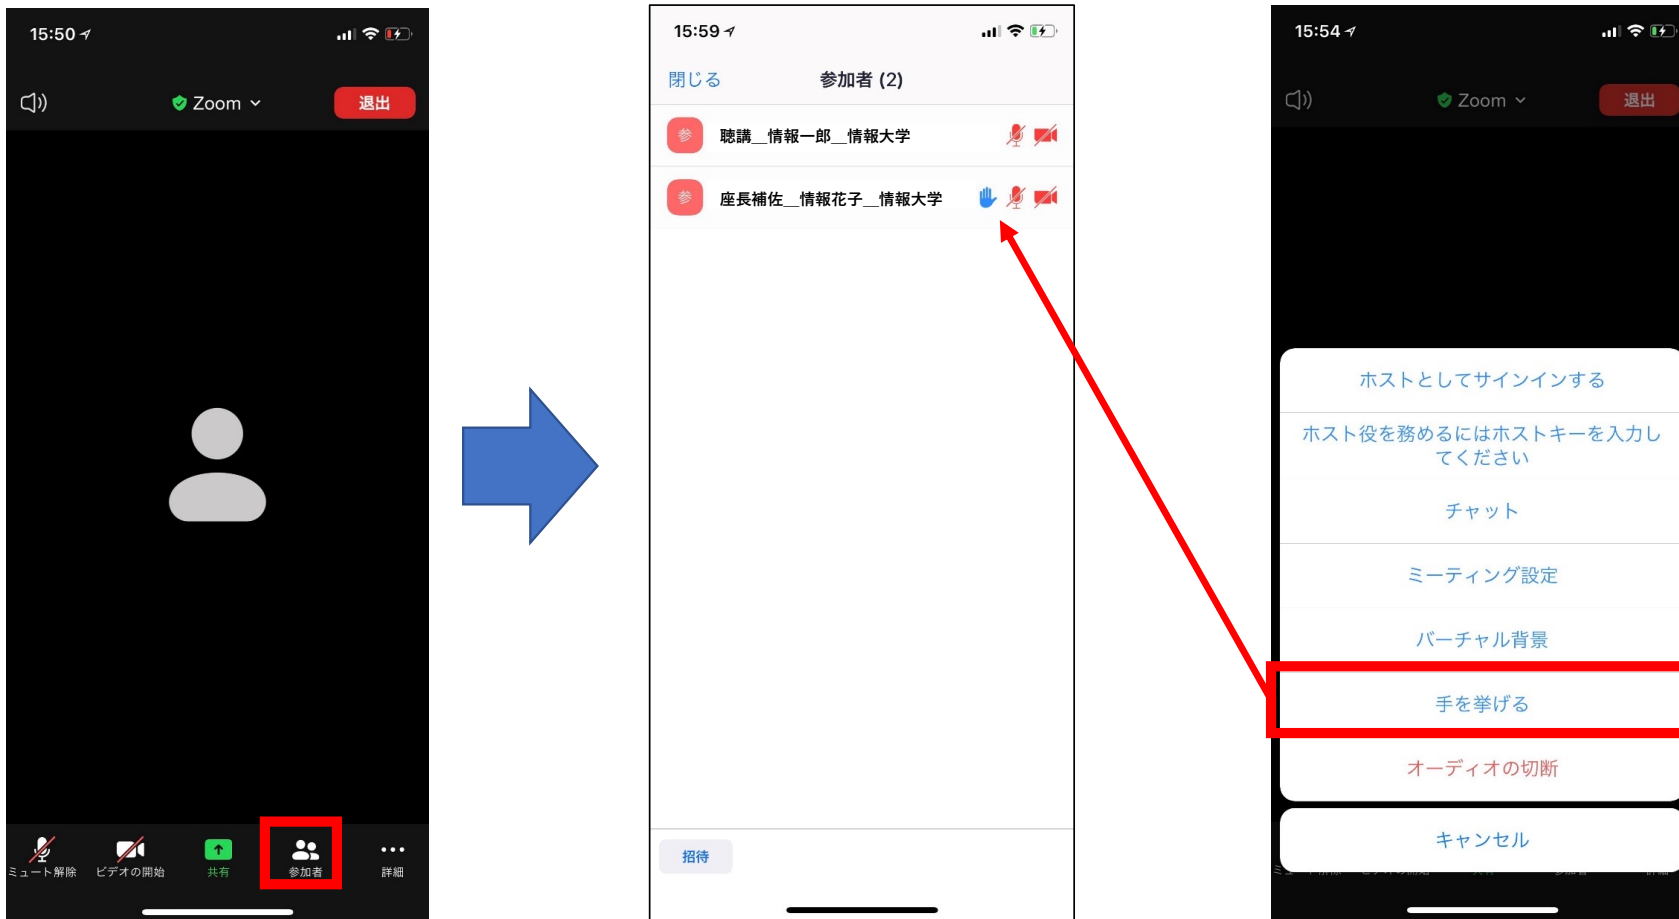 15:50
Zoom
退出
ミュート解除
ビデオの開始
共有
参加者
詳細
15:59
閉じる
参加者 (2)
参
聴講__情報一郎__情報大学
参
座長補佐__情報花子__情報大学
招待
15:54
Zoom
退出
ホストとしてサインインする
ホスト役を務めるにはホストキーを入力し
てください
チャット
ミーティング設定
バーチャル背景
手を挙げる
オーディオの切断
キャンセル